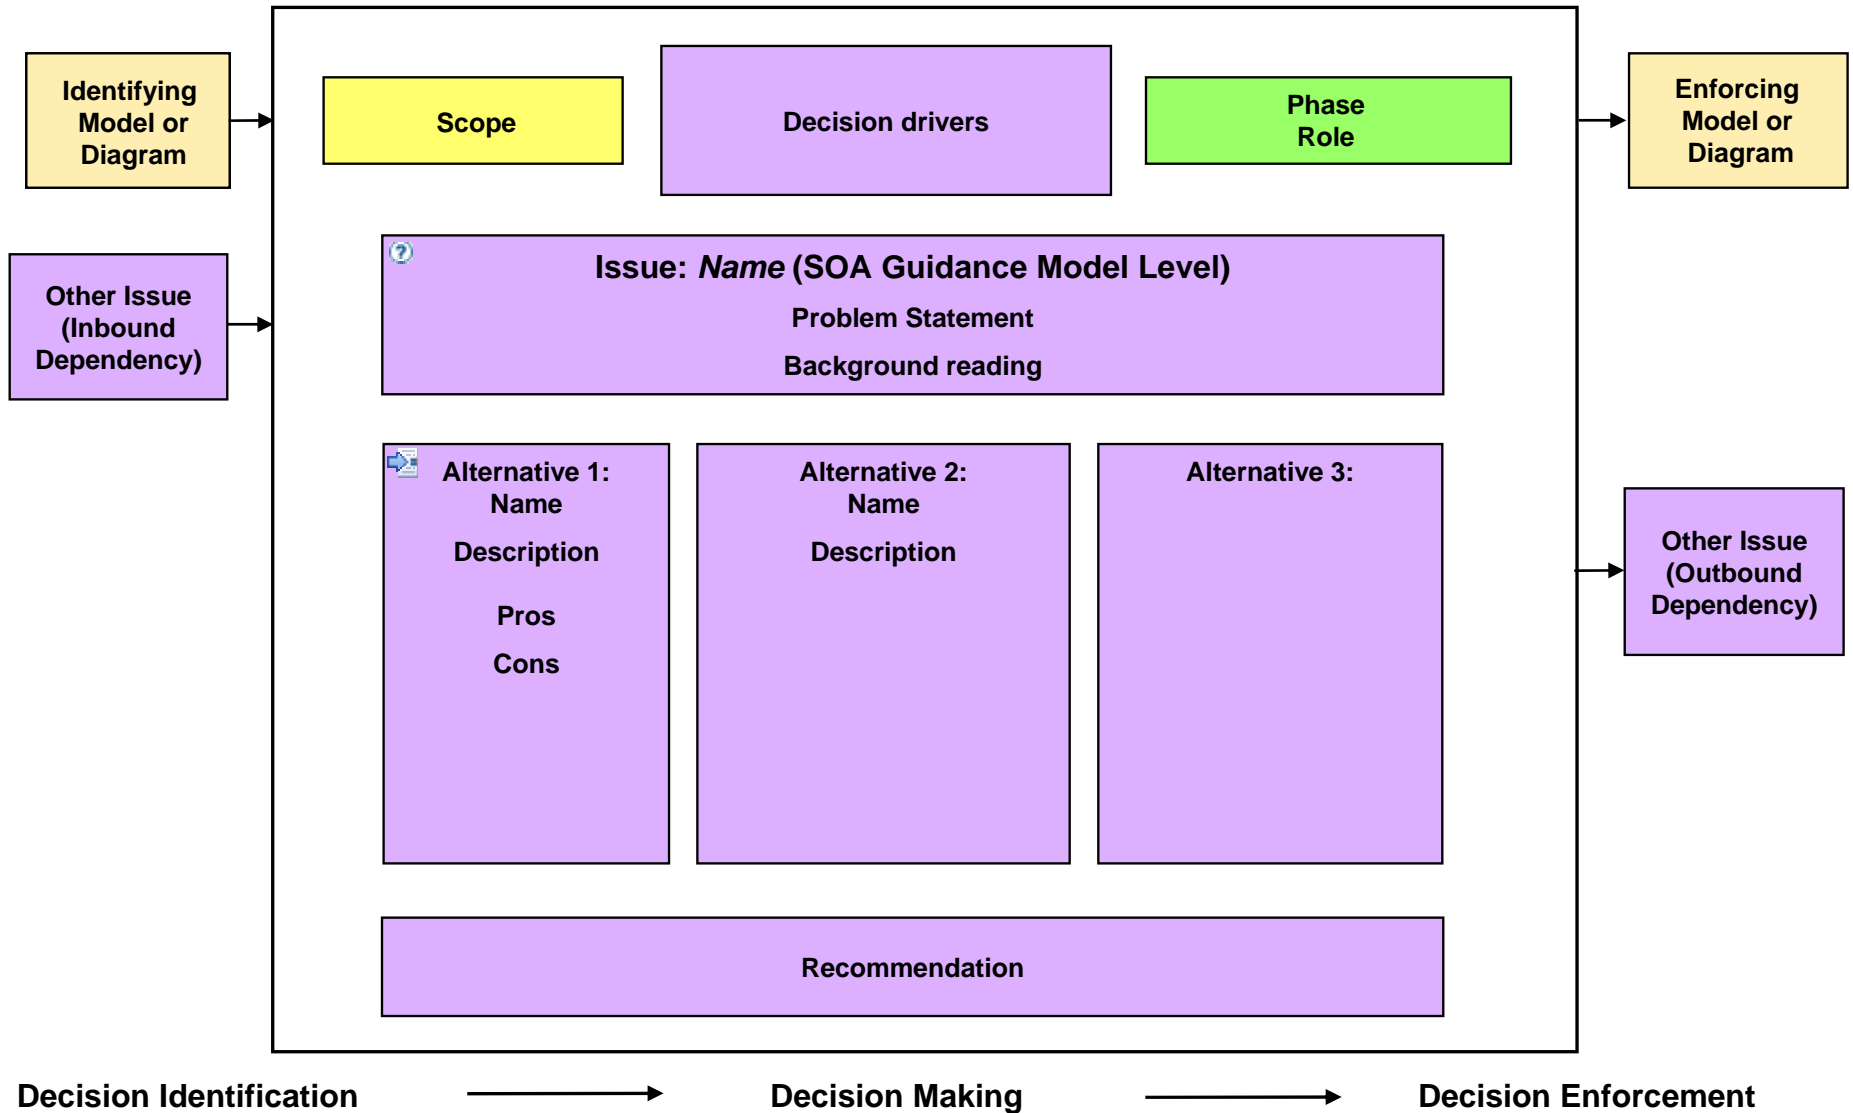 Identifying
Model or
Diagram
Scope
Decision drivers
Phase
Role
Enforcing
Model or
Diagram
Other Issue
(Inbound
Dependency)
?
Issue: Name (SOA Guidance Model Level)
Problem Statement
Background reading
Alternative 1:
Name
Description
Pros
Cons
Alternative 2:
Name
Description
Alternative 3:
Other Issue
(Outbound
Dependency)
Recommendation
Decision Identification
Decision Making
Decision Enforcement